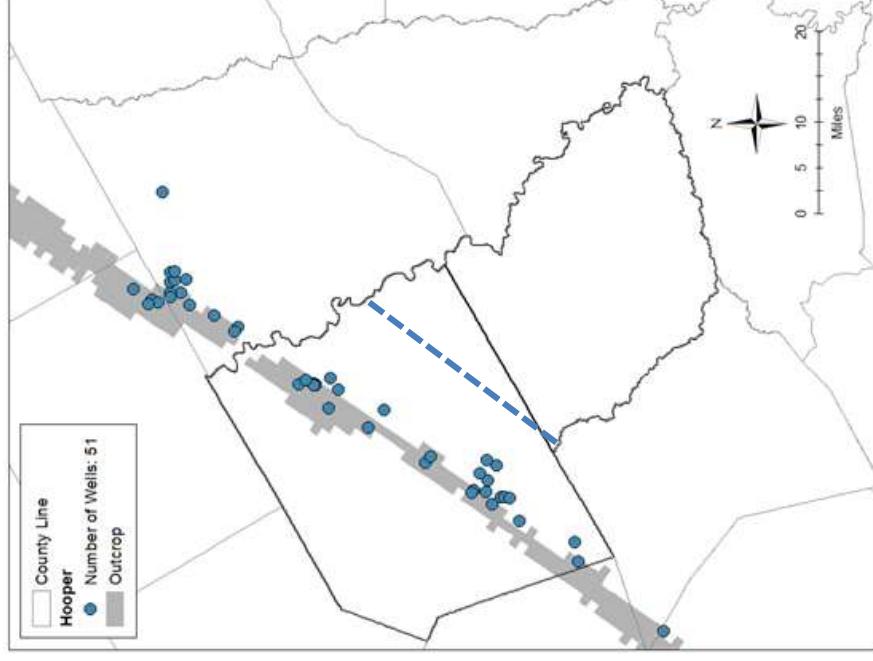 County Line
Hooper
Number of Wells: 51
Outcrop
N
0 5 10 20
Miles